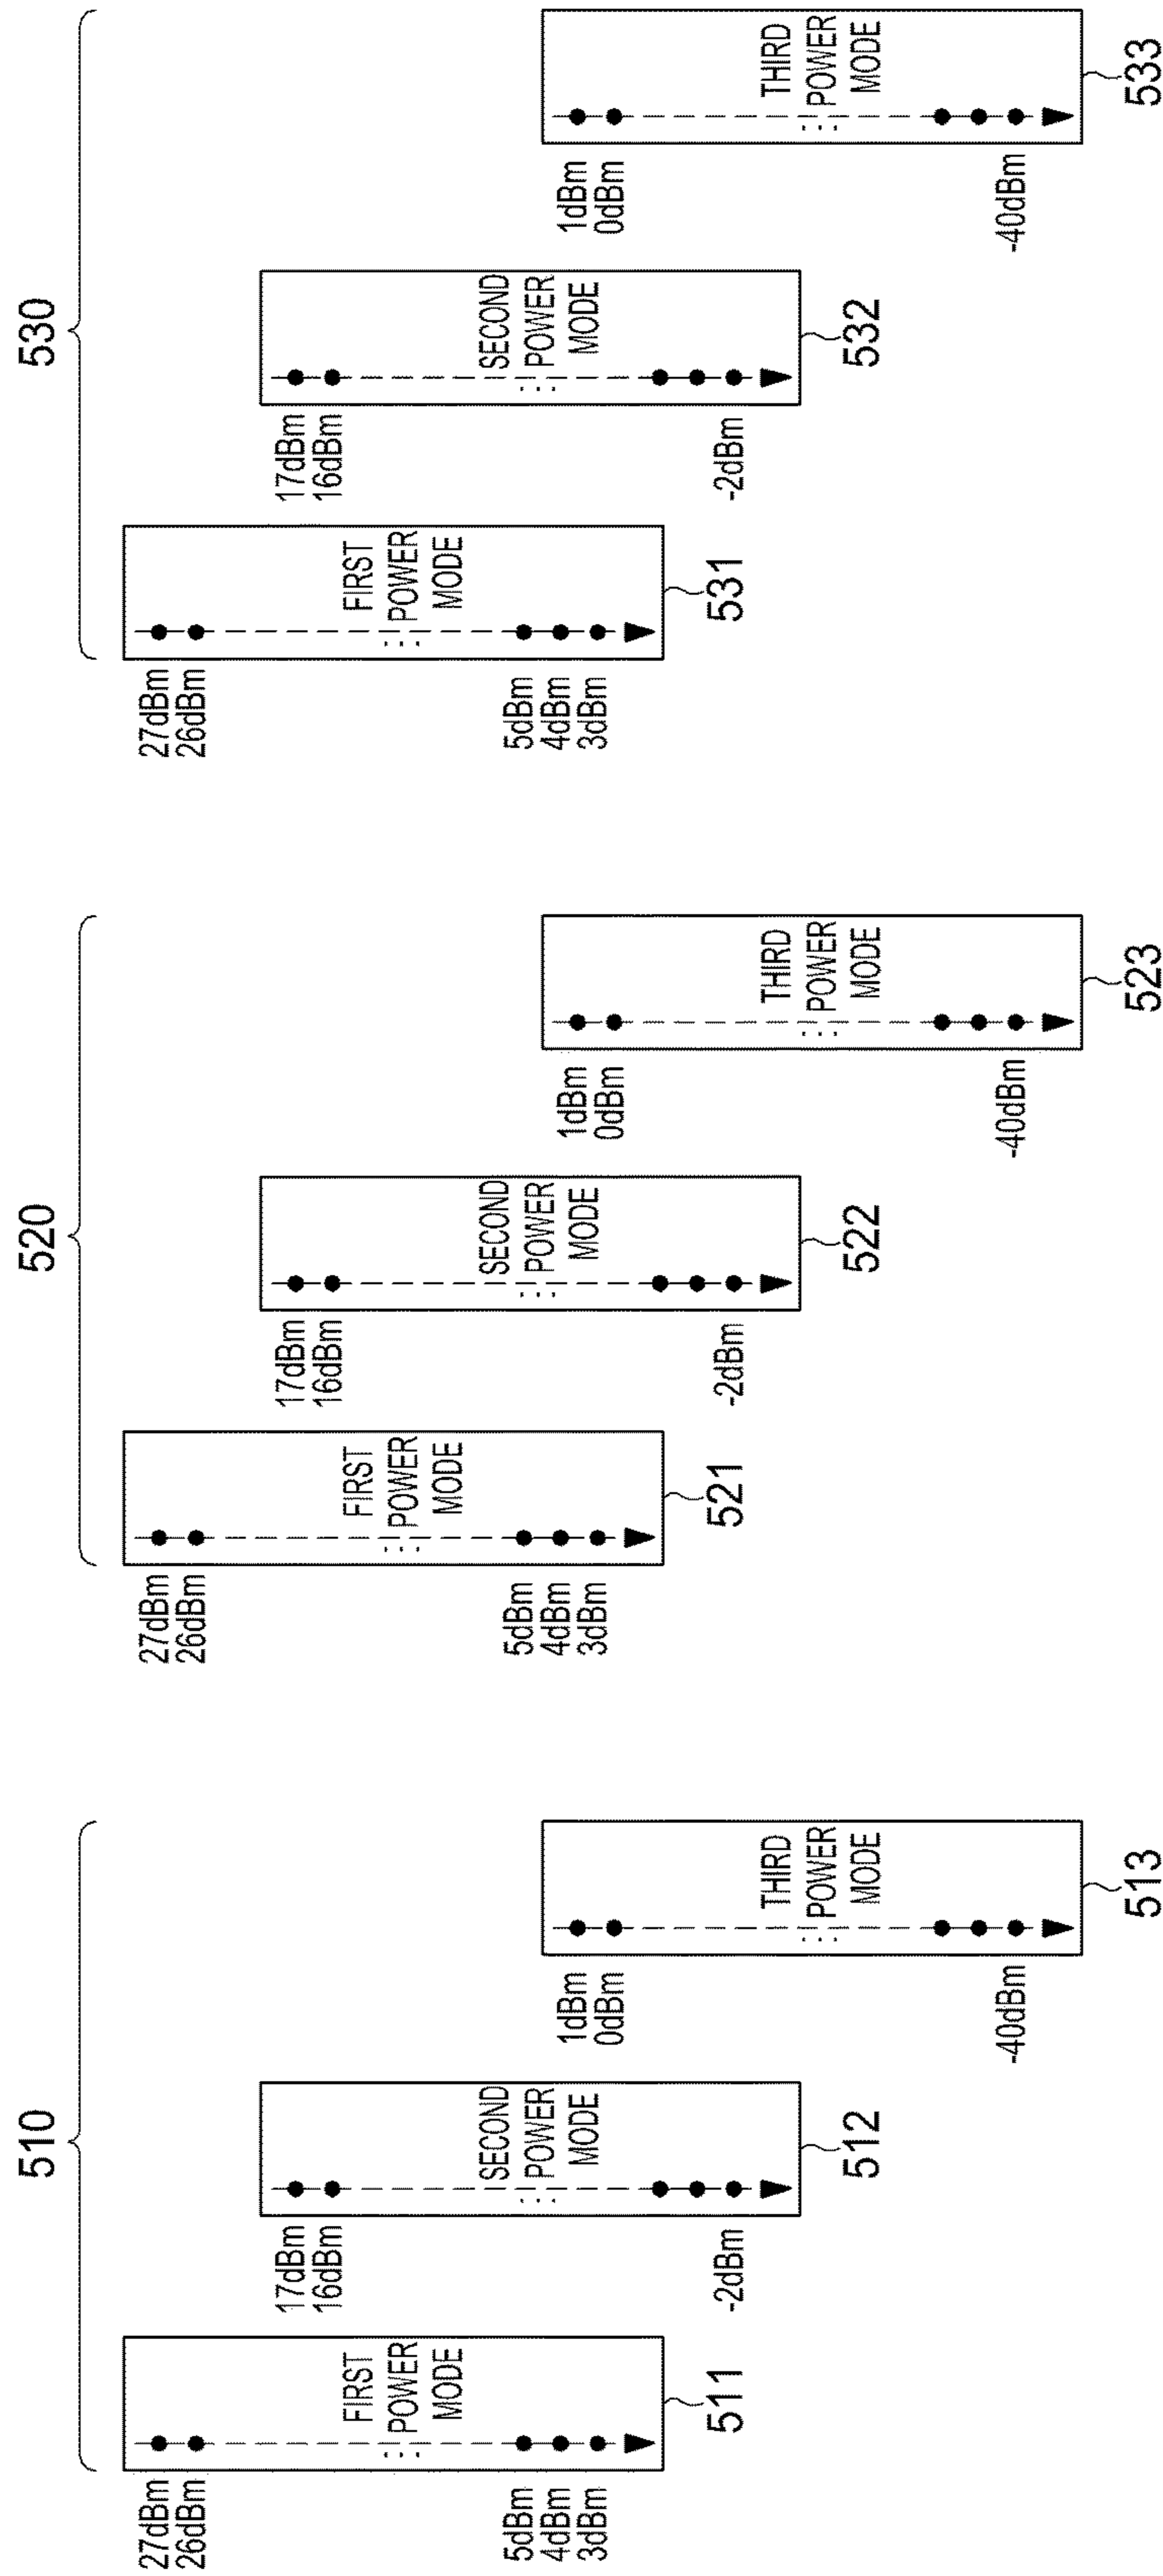 510
27dBm
26dBm
5dBm
4dBm
3dBm
FIRST
POWER
MODE
511
17dBm
16dBm
-2dBm
SECOND
POWER
MODE
512
1dBm
0dBm
-40dBm
THIRD
POWER
MODE
513
520
27dBm
26dBm
5dBm
4dBm
3dBm
FIRST
POWER
MODE
521
17dBm
16dBm
-2dBm
SECOND
POWER
MODE
522
1dBm
0dBm
-40dBm
THIRD
POWER
MODE
523
530
27dBm
26dBm
5dBm
4dBm
3dBm
FIRST
POWER
MODE
531
17dBm
16dBm
-2dBm
SECOND
POWER
MODE
532
1dBm
0dBm
-40dBm
THIRD
POWER
MODE
533